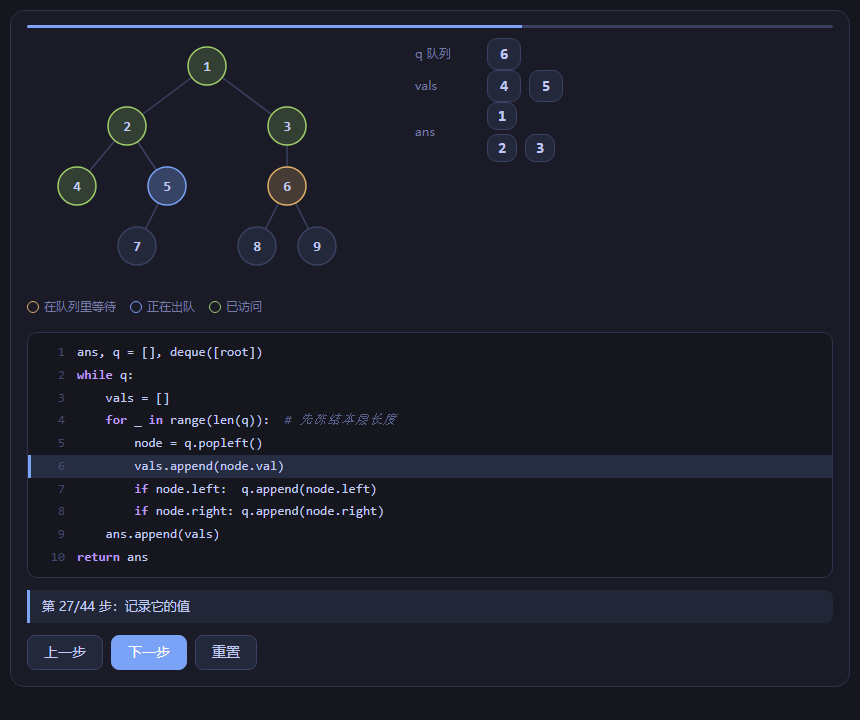 1
2 3
4 5 6
7 8 9
q 队列 6
vals 4 5
ans 1
2 3
在队列里等待 正在出队 已访问
1 ans, q = [], deque([root])
2 while q:
3 vals = []
4 for _ in range(len(q)): # 先冻结本层长度
5 node = q.popleft()
6 vals.append(node.val)
7 if node.left: q.append(node.left)
8 if node.right: q.append(node.right)
9 ans.append(vals)
10 return ans
第 27/44 步: 记录它的值
上一步 下一步 重置